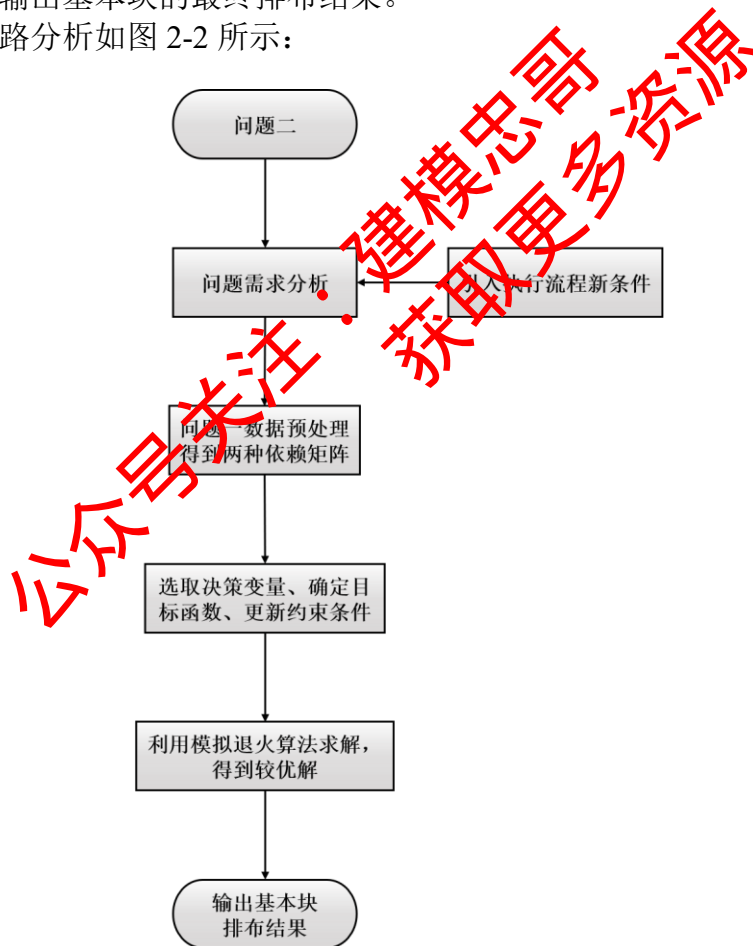 输出基本块的最终排布结果。
路分析如图 2-2 所示：
问题二
问题需求分析
引入执行流程新条件
问题一数据预处理
得到两种依赖矩阵
选取决策变量、确定目
标函数、更新约束条件
利用模拟退火算法求解，
得到较优解
输出基本块
排布结果
公众号关注：建模忠哥
获取更多资源